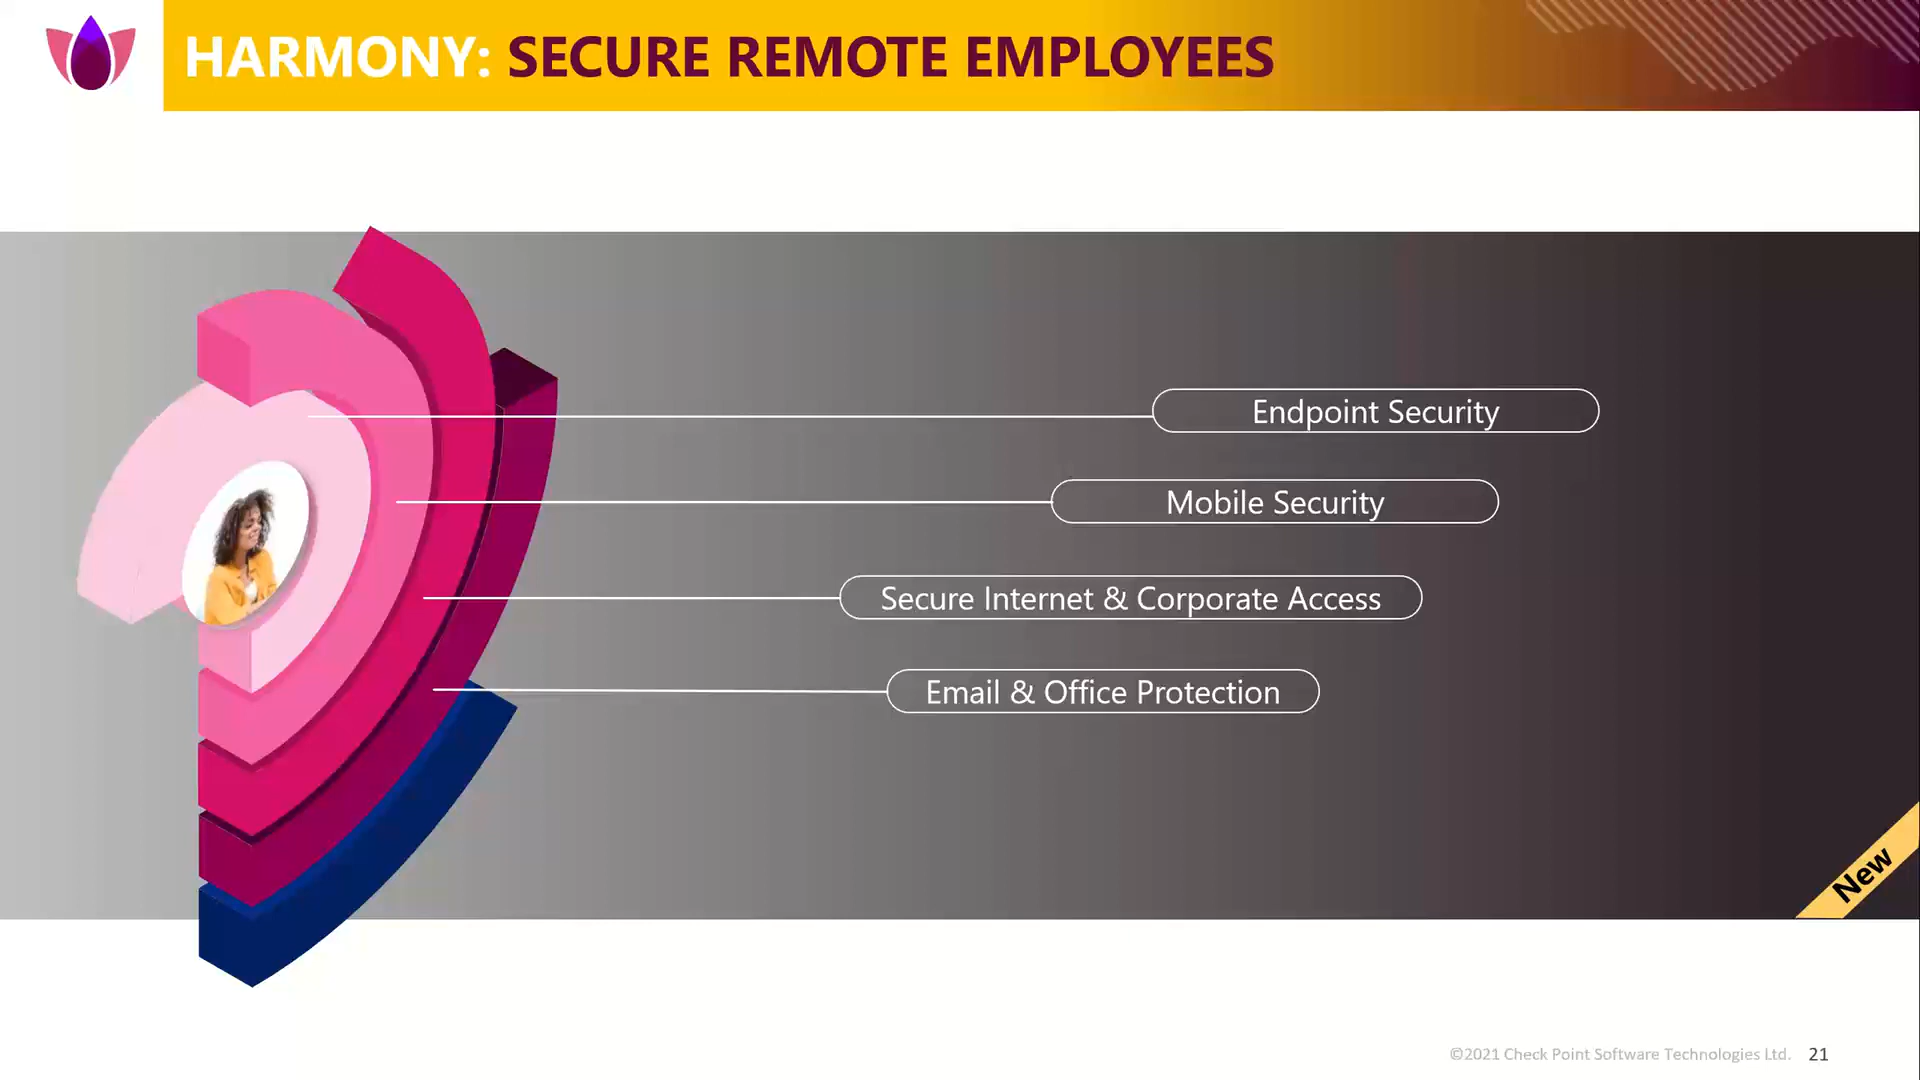 HARMONY: SECURE REMOTE EMPLOYEES
Endpoint Security
Mobile Security
Secure Internet & Corporate Access
Email & Office Protection
New
©2021 Check Point Software Technologies Ltd. 21